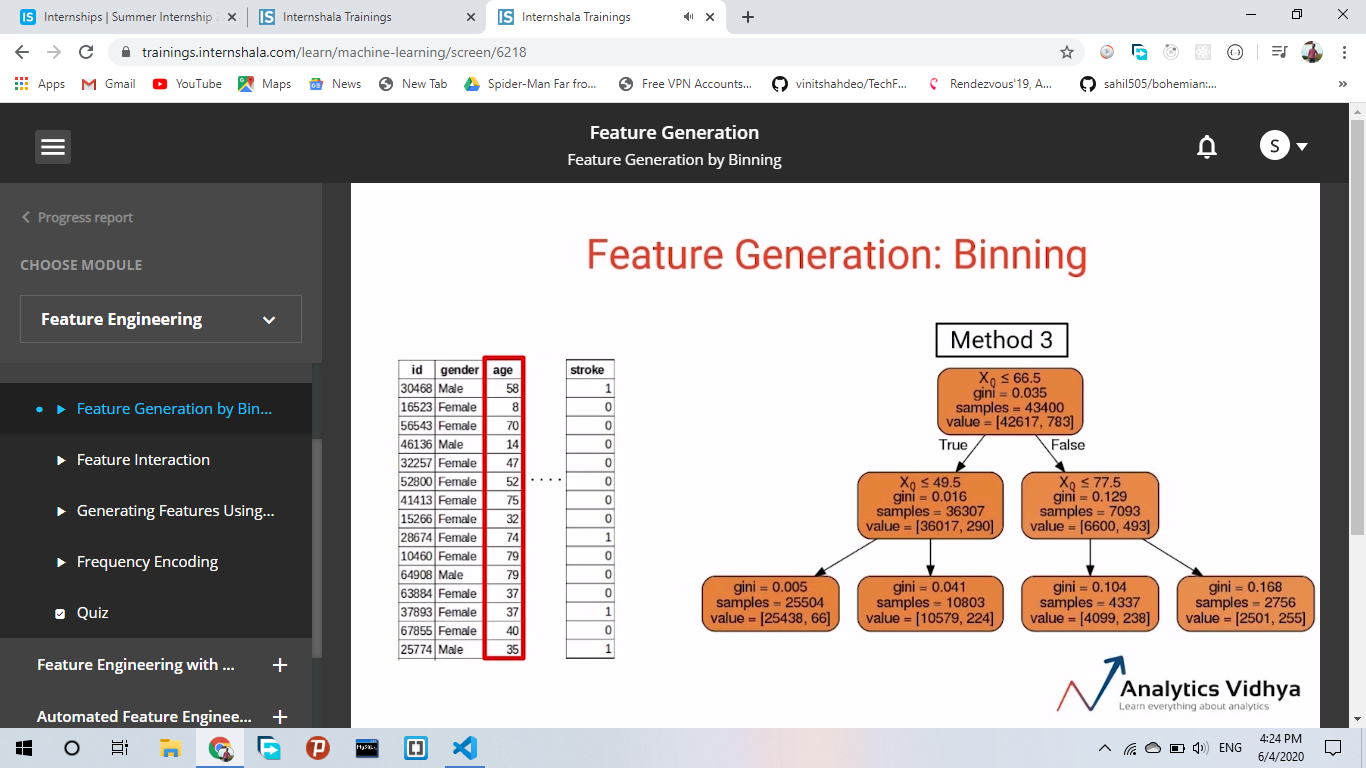 Internships | Summer Internship
Internshala Trainings
Internshala Trainings
trainings.internshala.com/learn/machine-learning/screen/6218
Apps
Gmail
YouTube
Maps
News
New Tab
Spider-Man Far fro...
Free VPN Accounts...
vinitshahdeo/TechF...
Rendezvous'19, A...
sahil505/bohemian:...
»
Feature Generation
Feature Generation by Binning
S
Progress report
CHOOSE MODULE
Feature Engineering
Feature Generation by Bin...
Feature Interaction
Generating Features Using...
Frequency Encoding
Quiz
Feature Engineering with ...
Automated Feature Enginee...
Feature Generation: Binning
id gender age stroke
30468 Male 58 1
16523 Female 8 0
56543 Female 70 0
46136 Male 14 0
32257 Female 47 0
52800 Female 52 0
41413 Female 75 0
15266 Female 32 0
28674 Female 74 1
10460 Female 79 0
64908 Male 79 0
63884 Female 37 0
37893 Female 37 1
67855 Female 40 0
25774 Male 35 1
. . . .
Method 3
X0 ≤ 66.5
gini = 0.035
samples = 43400
value = [42617, 783]
True
False
X0 ≤ 49.5
gini = 0.016
samples = 36307
value = [36017, 290]
X0 ≤ 77.5
gini = 0.129
samples = 7093
value = [6600, 493]
gini = 0.005
samples = 25504
value = [25438, 66]
gini = 0.041
samples = 10803
value = [10579, 224]
gini = 0.104
samples = 4337
value = [4099, 238]
gini = 0.168
samples = 2756
value = [2501, 255]
Analytics Vidhya
Learn everything about analytics
ENG
4:24 PM
6/4/2020